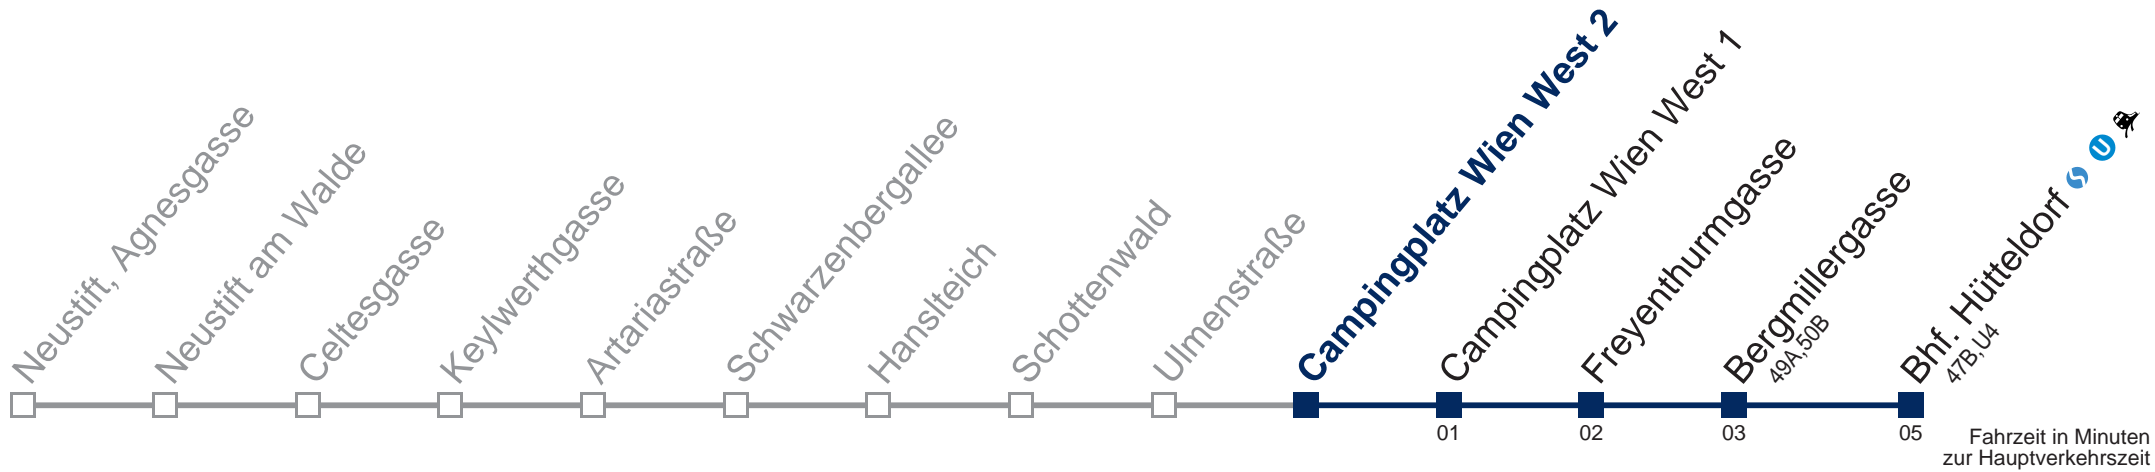 Neustift, Agnesgasse
Neustift am Walde
Celtesgasse
Keylwerthgasse
Artariastraße
Schwarzenbergallee
Hanslteich
Schottenwald
Ulmenstraße
Campingplatz Wien West 2
Campingplatz Wien West 1
Freyenthurmgasse
Bergmillergasse
49A,50B
Bhf. Hütteldorf S U
47B,U4
01
02
03
05
Fahrzeit in Minuten
zur Hauptverkehrszeit